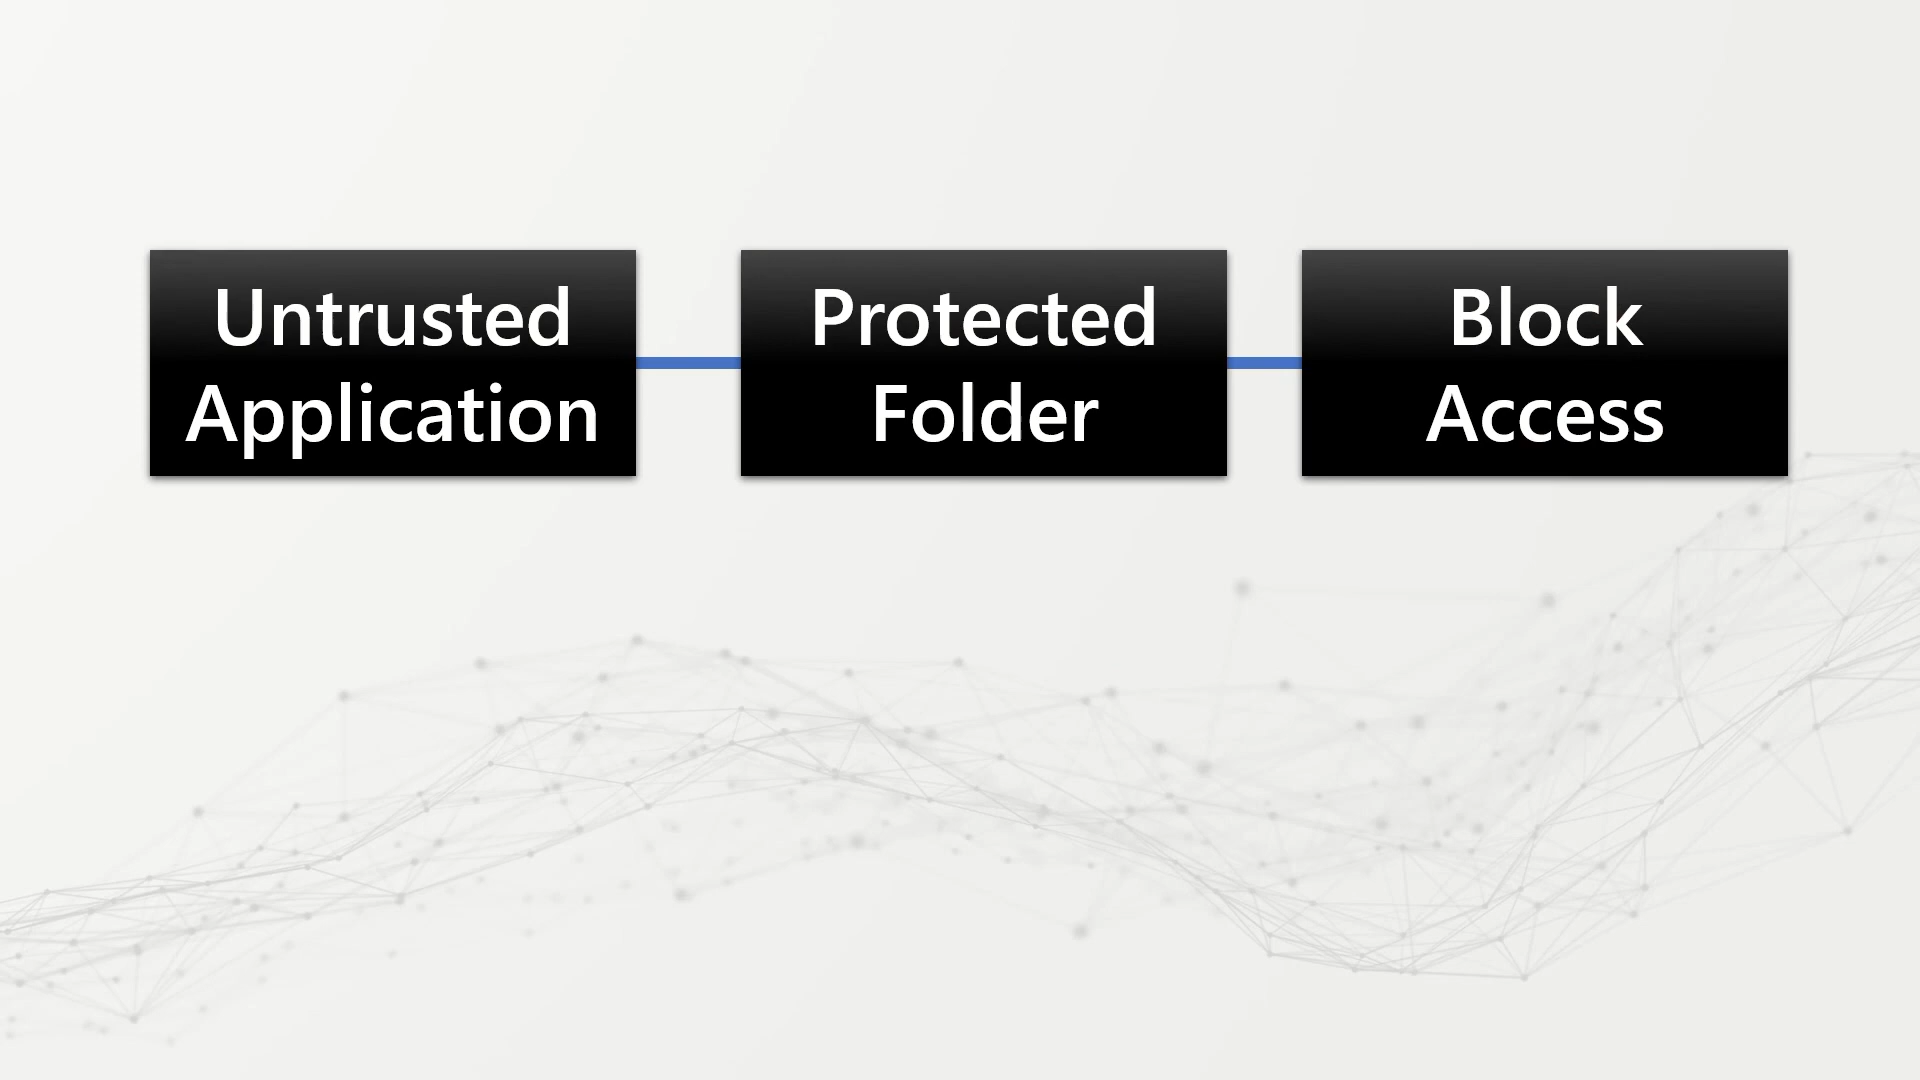 Untrusted
Application
Protected
Folder
Block
Access